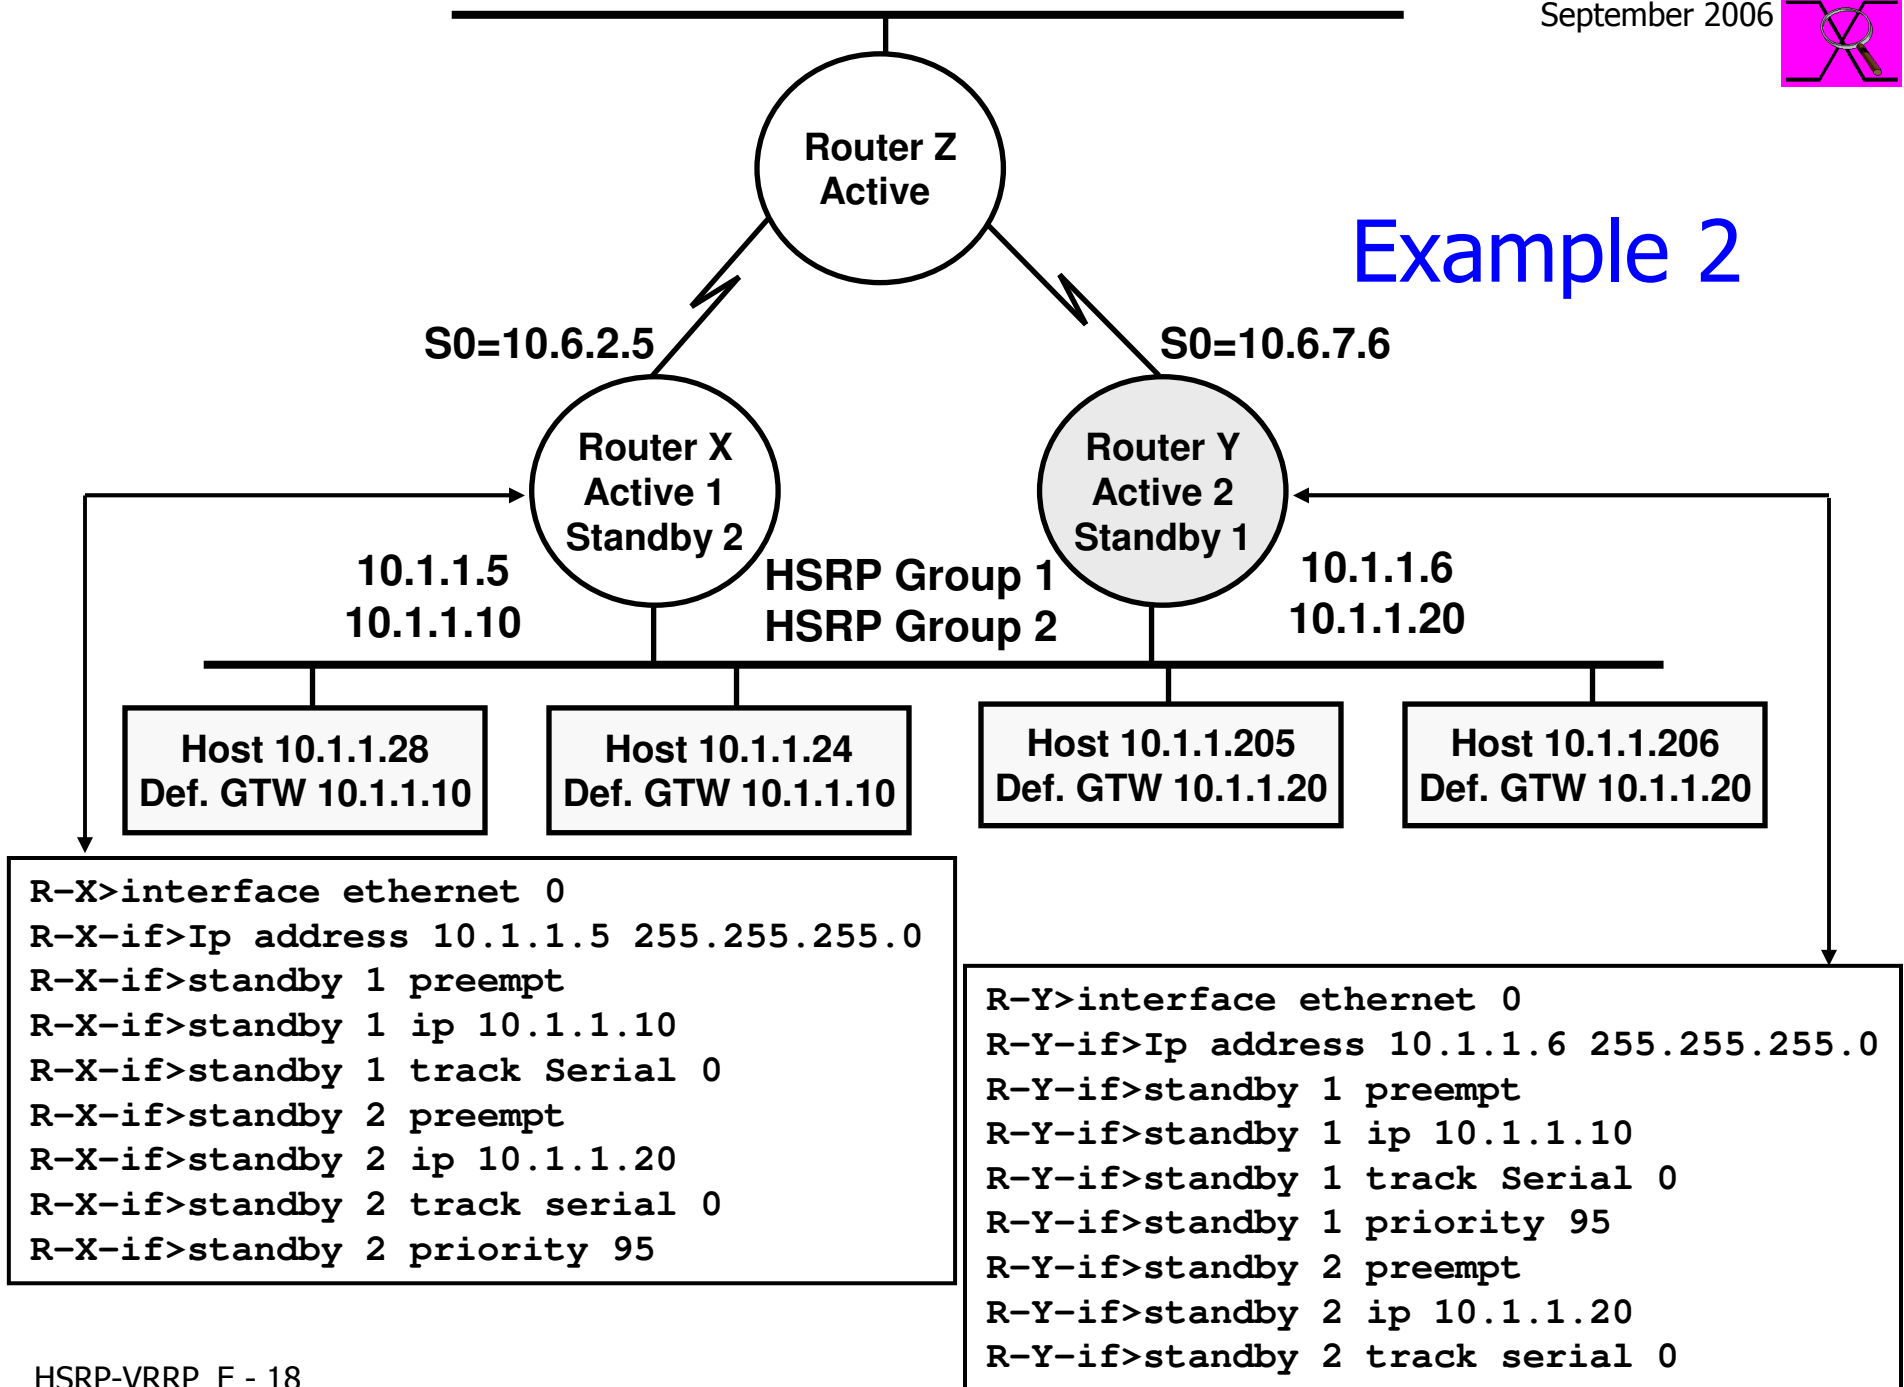 September 2006
Router Z
Active
Example 2
S0=10.6.2.5
S0=10.6.7.6
Router X
Active 1
Standby 2
Router Y
Active 2
Standby 1
10.1.1.5
10.1.1.10
HSRP Group 1
HSRP Group 2
10.1.1.6
10.1.1.20
Host 10.1.1.28
Def. GTW 10.1.1.10
Host 10.1.1.24
Def. GTW 10.1.1.10
Host 10.1.1.205
Def. GTW 10.1.1.20
Host 10.1.1.206
Def. GTW 10.1.1.20
R-X>interface ethernet 0
R-X-if>Ip address 10.1.1.5 255.255.255.0
R-X-if>standby 1 preempt
R-X-if>standby 1 ip 10.1.1.10
R-X-if>standby 1 track Serial 0
R-X-if>standby 2 preempt
R-X-if>standby 2 ip 10.1.1.20
R-X-if>standby 2 track serial 0
R-X-if>standby 2 priority 95
R-Y>interface ethernet 0
R-Y-if>Ip address 10.1.1.6 255.255.255.0
R-Y-if>standby 1 preempt
R-Y-if>standby 1 ip 10.1.1.10
R-Y-if>standby 1 track Serial 0
R-Y-if>standby 1 priority 95
R-Y-if>standby 2 preempt
R-Y-if>standby 2 ip 10.1.1.20
R-Y-if>standby 2 track serial 0
HSRP-VRRP_E - 18